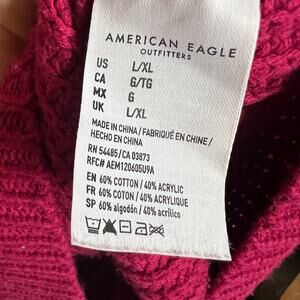 AMERICAN EAGLE
OUTFITTERS
US L/XL
CA G/TG
MX G
UK L/XL
MADE IN CHINA / FABRIQUÉ EN CHINE /
HECHO EN CHINA
RN 54485/CA 03873
RFC# AEM120605U9A
EN 60% COTTON / 40% ACRYLIC
FR 60% COTON / 40% ACRYLIQUE
SP 60% algodón / 40% acrílico